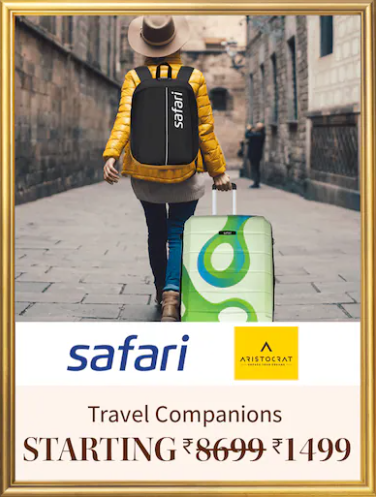 safari
safari
ARISTOCRAT
Travel Companions
STARTING ₹8699 ₹1499